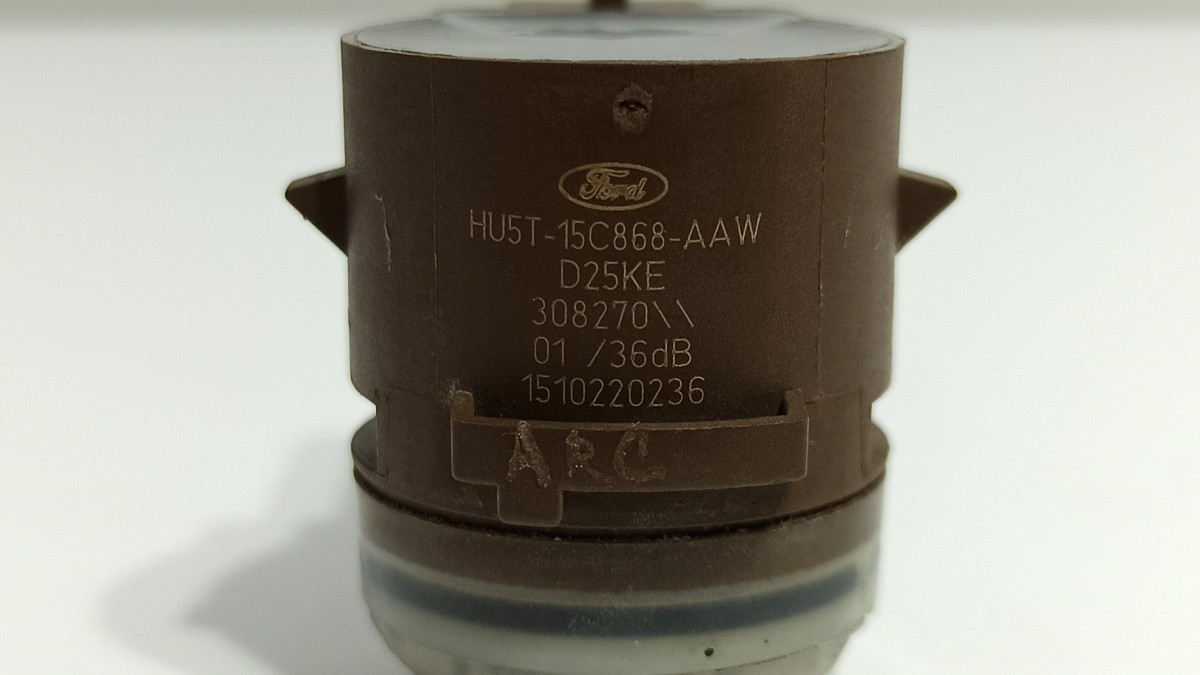 Ford
HU5T-15C868-AAW
D25KE
308270\\
01 /36dB
1510220236
ARC